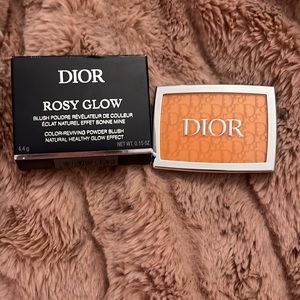 DIOR
ROSY GLOW
BLUSH POUDRE RÉVÉLATEUR DE COULEUR
ÉCLAT NATUREL EFFET BONNE MINE
COLOR-REVIVING POWDER BLUSH
NATURAL HEALTHY GLOW EFFECT
4,4 g
NET WT. 0.15 OZ
DIOR